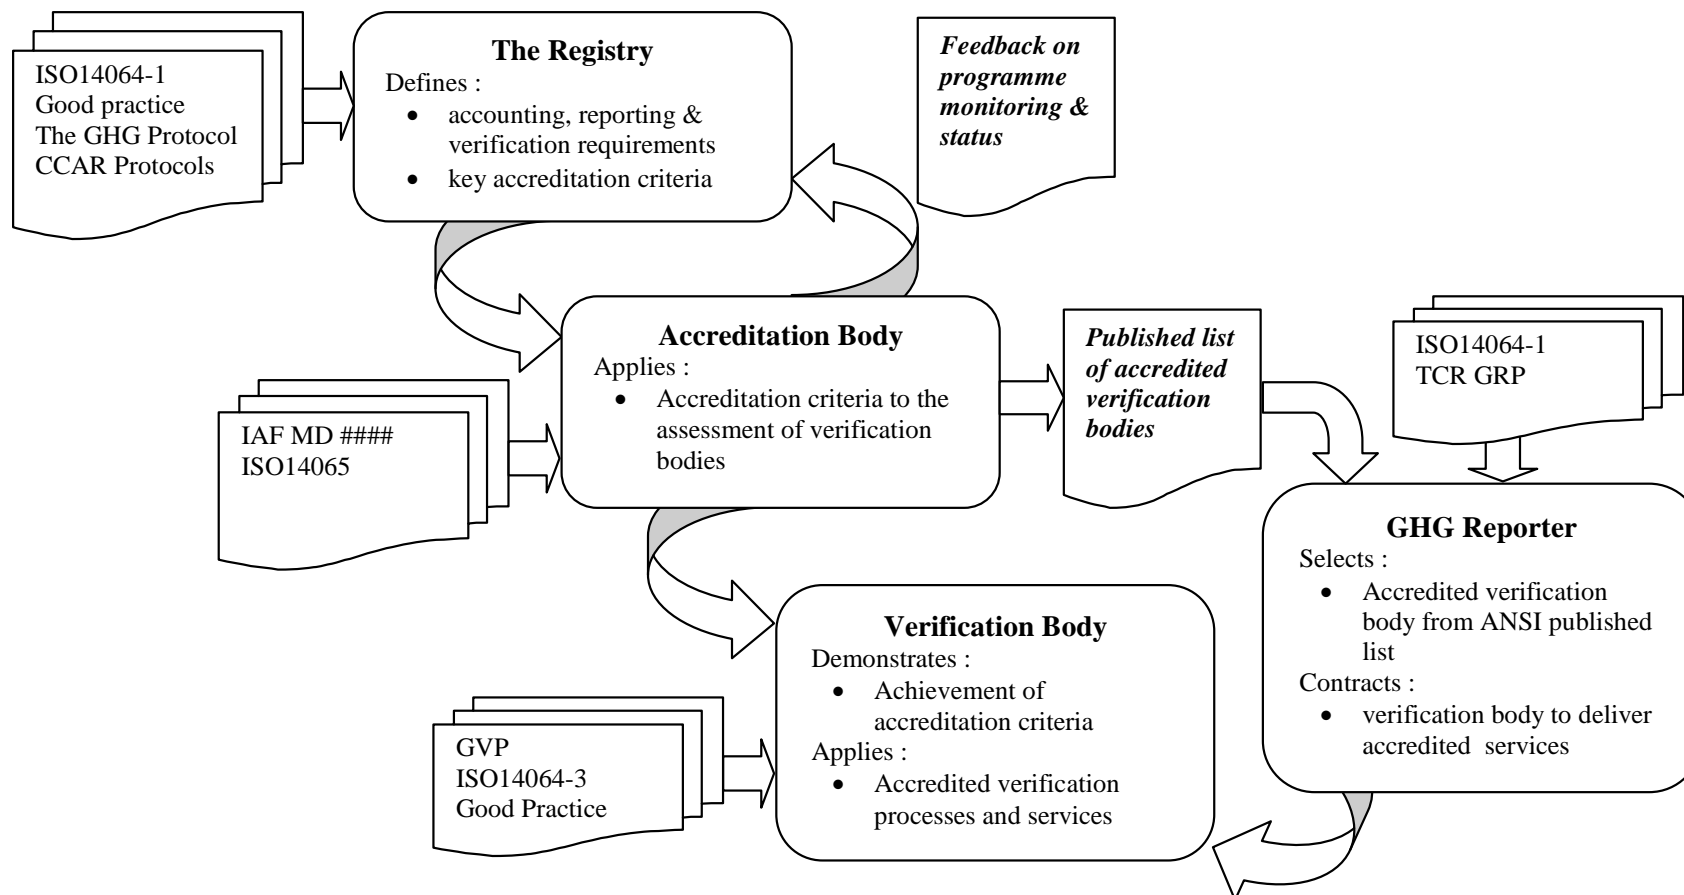 ISO14064-1
Good practice
The GHG Protocol
CCAR Protocols
The Registry
Defines :
• accounting, reporting &
verification requirements
• key accreditation criteria
Feedback on
programme
monitoring &
status
Accreditation Body
Applies :
• Accreditation criteria to the
assessment of verification
bodies
IAF MD ####
ISO14065
Published list
of accredited
verification
bodies
ISO14064-1
TCR GRP
GHG Reporter
Selects :
• Accredited verification
body from ANSI published
list
Contracts :
• verification body to deliver
accredited services
Verification Body
Demonstrates :
• Achievement of
accreditation criteria
Applies :
• Accredited verification
processes and services
GVP
ISO14064-3
Good Practice